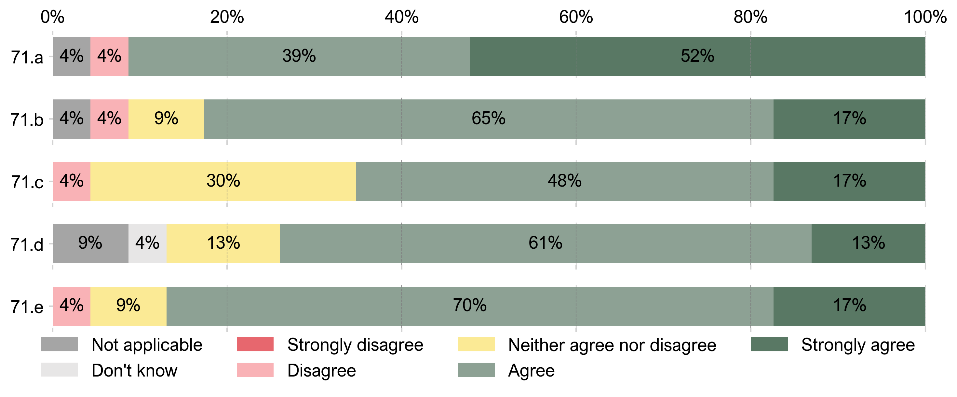 0% 20% 40% 60% 80% 100%
71.a 4% 4% 39% 52%
71.b 4% 4% 9% 65% 17%
71.c 4% 30% 48% 17%
71.d 9% 4% 13% 61% 13%
71.e 4% 9% 70% 17%
Not applicable Strongly disagree Neither agree nor disagree Strongly agree
Don't know Disagree Agree